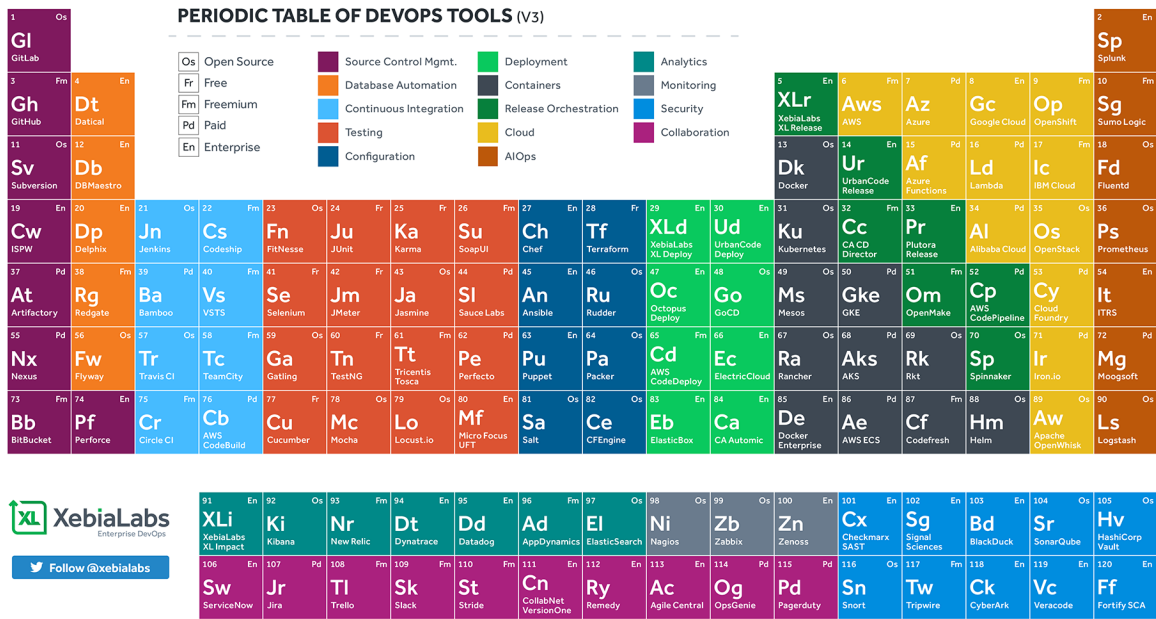 PERIODIC TABLE OF DEVOPS TOOLS (V3)
Os Open Source
Fr Free
Fm Freemium
Pd Paid
En Enterprise
Source Control Mgmt.
Database Automation
Continuous Integration
Testing
Configuration
Deployment
Containers
Release Orchestration
Cloud
AIOps
Analytics
Monitoring
Security
Collaboration
1 Os
Gl
GitLab
2 En
Sp
Splunk
3 Fm
Gh
GitHub
4 En
Dt
Datical
5 En
XLr
XebiaLabs
XL Release
6 Fm
Aws
AWS
7 Pd
Az
Azure
8 En
Gc
Google Cloud
9 Fm
Op
OpenShift
10 Fm
Sg
Sumo Logic
11 Os
Sv
Subversion
12 En
Db
DBMaestro
13 Os
Dk
Docker
14 En
Ur
UrbanCode
Release
15 Pd
Af
Azure
Functions
16 Pd
Ld
Lambda
17 Fm
Ic
IBM Cloud
18 Os
Fd
Fluentd
19 En
Cw
ISPW
20 En
Dp
Delphix
21 Os
Jn
Jenkins
22 Fm
Cs
Codeship
23 Os
Fn
FitNesse
24 Fr
Ju
JUnit
25 Fr
Ka
Karma
26 Fm
Su
SoapUI
27 En
Ch
Chef
28 Fr
Tf
Terraform
29 En
XLd
XebiaLabs
XL Deploy
30 En
Ud
UrbanCode
Deploy
31 Os
Ku
Kubernetes
32 Fm
Cc
CA CD
Director
33 En
Pr
Plutora
Release
34 Pd
Al
Alibaba Cloud
35 Os
Os
OpenStack
36 Os
Ps
Prometheus
37 Pd
At
Artifactory
38 Fm
Rg
Redgate
39 Pd
Ba
Bamboo
40 Fm
Vs
VSTS
41 Fr
Se
Selenium
42 Fr
Jm
JMeter
43 Os
Ja
Jasmine
44 Pd
Sl
Sauce Labs
45 En
An
Ansible
46 Os
Ru
Rudder
47 En
Oc
Octopus
Deploy
48 Os
Go
GoCD
49 Os
Ms
Mesos
50 Pd
Gke
GKE
51 Fm
Om
OpenMake
52 Pd
Cp
AWS
CodePipeline
53 Pd
Cy
Cloud
Foundry
54 En
It
ITRS
55 Pd
Nx
Nexus
56 Os
Fw
Flyway
57 Os
Tr
Travis CI
58 Fm
Tc
TeamCity
59 Os
Ga
Gatling
60 Fr
Tn
TestNG
61 Fm
Tt
Tricentis
Tosca
62 Pd
Pe
Perfecto
63 En
Pu
Puppet
64 Os
Pa
Packer
65 Fm
Cd
AWS
CodeDeploy
66 En
Ec
ElectricCloud
67 Os
Ra
Rancher
68 Pd
Aks
AKS
69 Os
Rk
Rkt
70 Os
Sp
Spinnaker
71 Pd
Ir
Iron.io
72 Pd
Mg
Moogsoft
73 Fm
Bb
BitBucket
74 En
Pf
Perforce
75 Fm
Cr
Circle CI
76 Pd
Cb
AWS
CodeBuild
77 Fr
Cu
Cucumber
78 Os
Mc
Mocha
79 Os
Lo
Locust.io
80 En
Mf
Micro Focus
UFT
81 Os
Sa
Salt
82 Os
Ce
CFEngine
83 En
Eb
ElasticBox
84 En
Ca
CA Automic
85 En
De
Docker
Enterprise
86 Pd
Ae
AWS ECS
87 Fm
Cf
Codefresh
88 Os
Hm
Helm
89 Os
Aw
Apache
OpenWhisk
90 Os
Ls
Logstash
XL XebiaLabs
Enterprise DevOps
Follow @xebialabs
91 En
XLi
XebiaLabs
XL Impact
92 Os
Ki
Kibana
93 Fm
Nr
New Relic
94 En
Dt
Dynatrace
95 En
Dd
Datadog
96 Fm
Ad
AppDynamics
97 Os
El
ElasticSearch
98 Os
Ni
Nagios
99 Os
Zb
Zabbix
100 En
Zn
Zenoss
101 En
Cx
Checkmarx
SAST
102 En
Sg
Signal
Sciences
103 En
Bd
BlackDuck
104 Os
Sr
SonarQube
105 Os
Hv
HashiCorp
Vault
106 En
Sw
ServiceNow
107 Pd
Jr
Jira
108 Fm
Tl
Trello
109 Fm
Sk
Slack
110 Fm
St
Stride
111 En
Cn
CollabNet
VersionOne
112 En
Ry
Remedy
113 En
Ac
Agile Central
114 Pd
Og
OpsGenie
115 Pd
Pd
Pagerduty
116 Os
Sn
Snort
117 Fm
Tw
Tripwire
118 En
Ck
CyberArk
119 En
Vc
Veracode
120 En
Ff
Fortify SCA